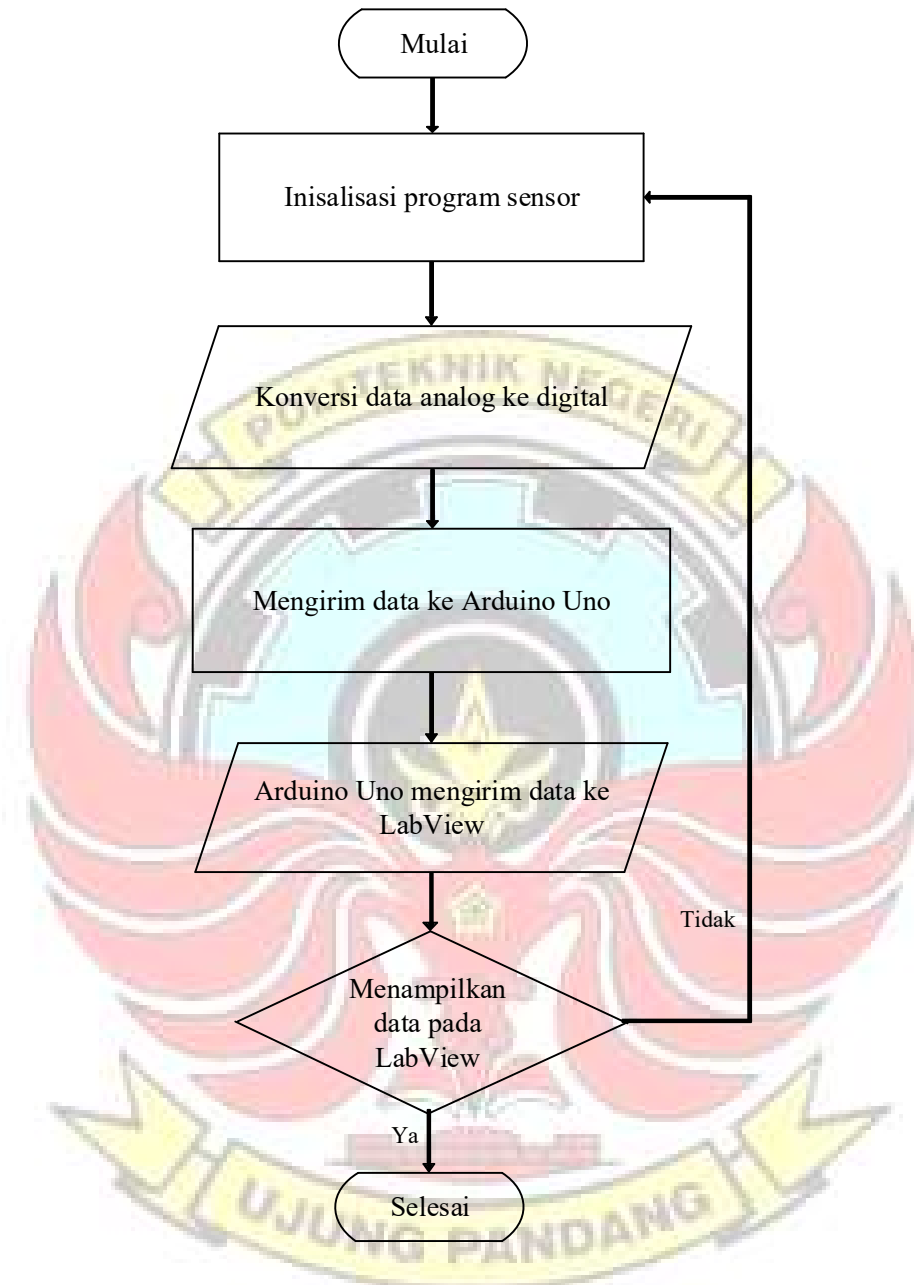 Mulai
Inisalisasi program sensor
POLITEKNIK NEGERI
Konversi data analog ke digital
Mengirim data ke Arduino Uno
Arduino Uno mengirim data ke
LabView
Tidak
Menampilkan
data pada
LabView
Ya
Selesai
UJUNG PANDANG